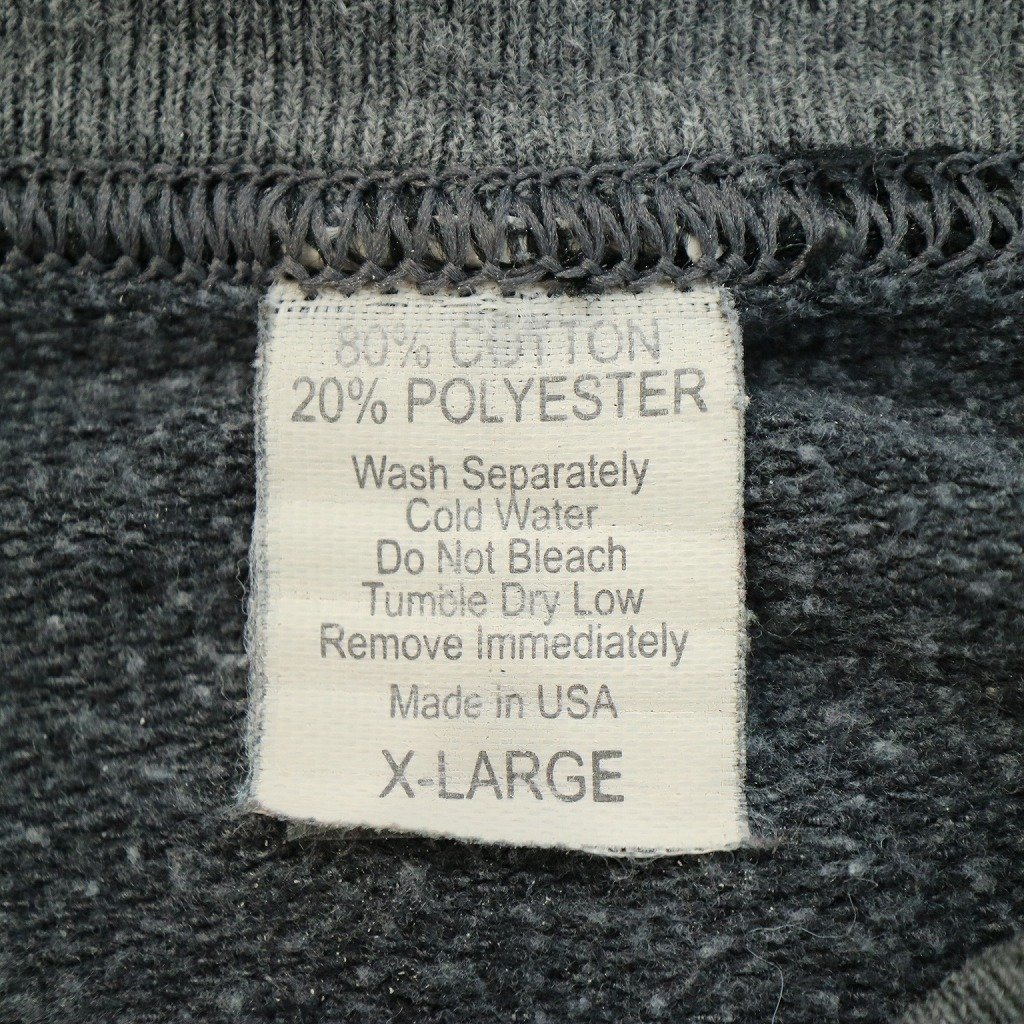 80% COTTON
20% POLYESTER
Wash Separately
Cold Water
Do Not Bleach
Tumble Dry Low
Remove Immediately
Made in USA
X-LARGE